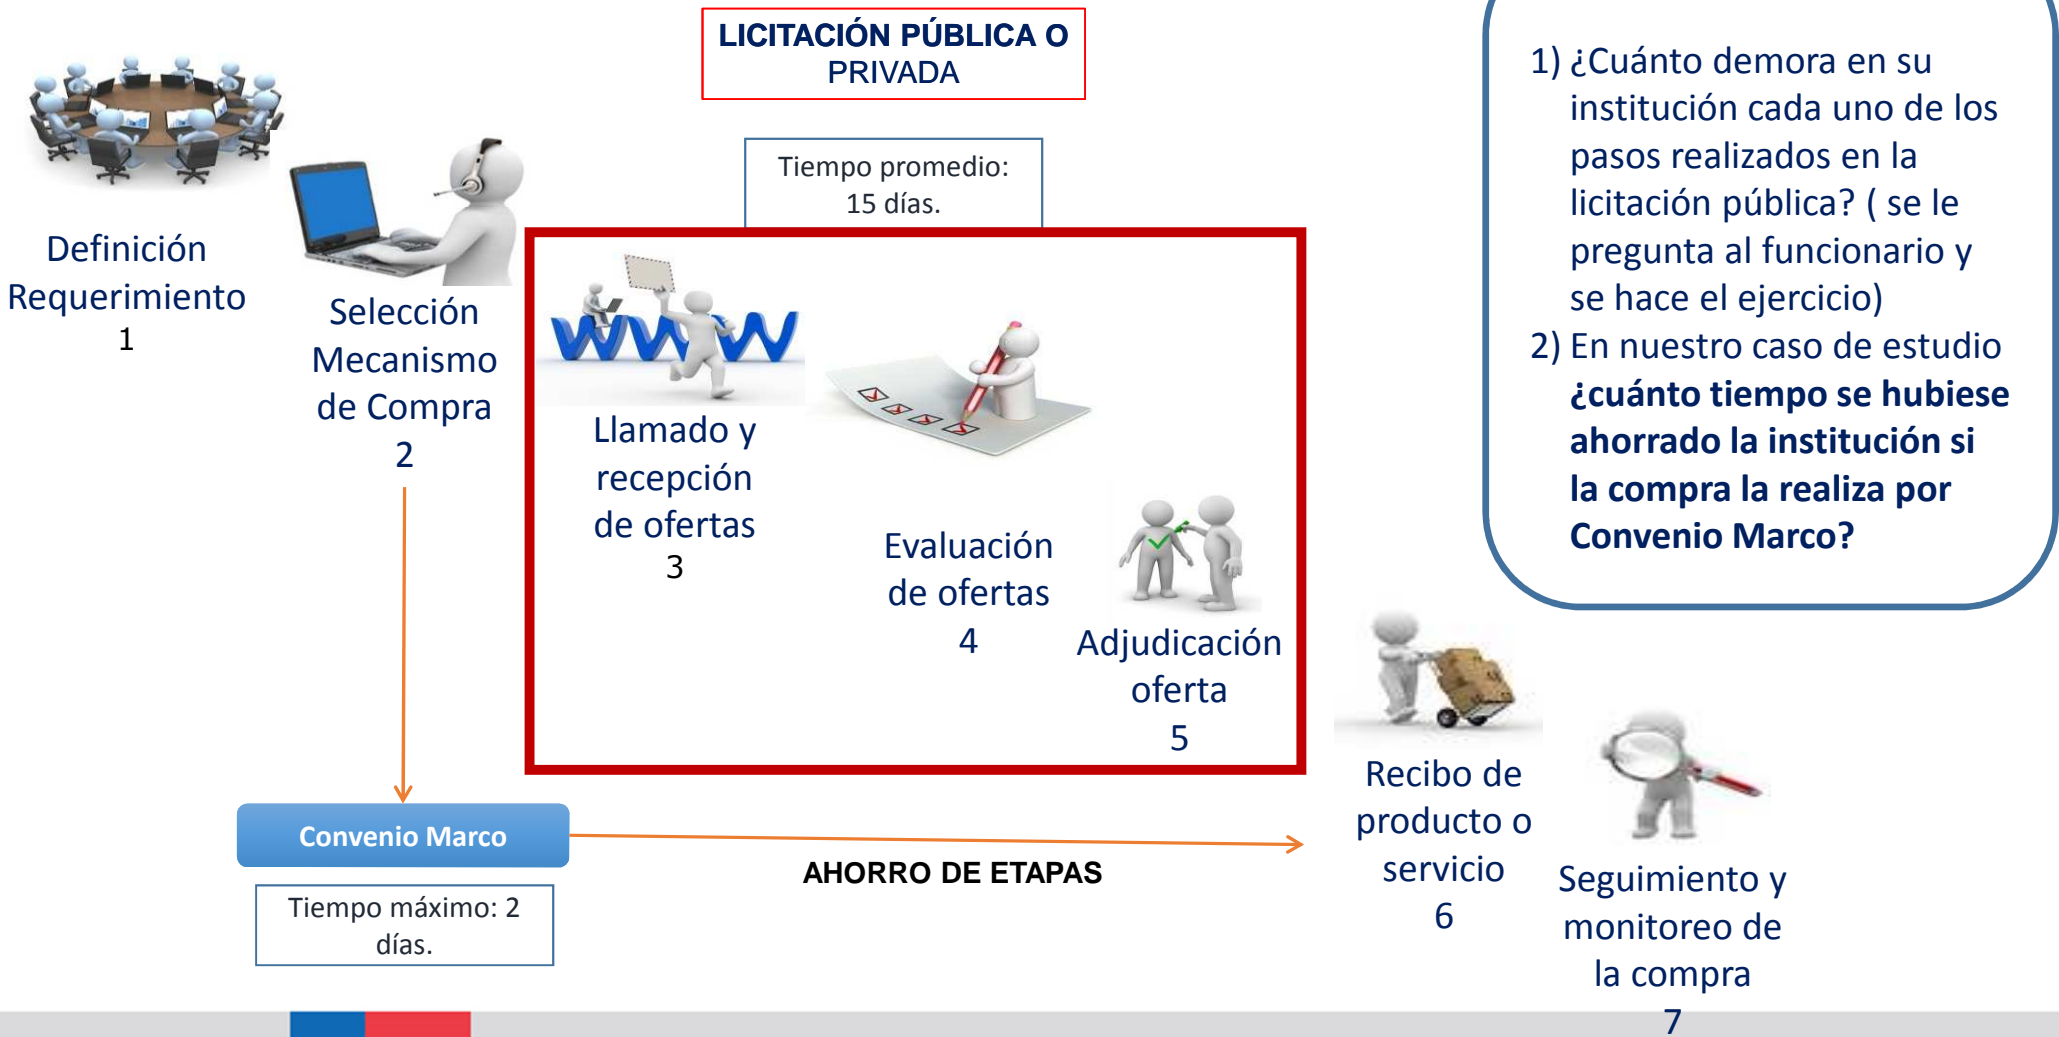 LICITACIÓN PÚBLICA O
PRIVADA
Tiempo promedio:
15 días.
Definición
Requerimiento
1
Selección
Mecanismo
de Compra
2
www
Llamado y
recepción
de ofertas
3
Evaluación
de ofertas
4
Adjudicación
oferta
5
Recibo de
producto o
servicio
6
Seguimiento y
monitoreo de
la compra
7
Convenio Marco
AHORRO DE ETAPAS
Tiempo máximo: 2
días.
1) ¿Cuánto demora en su
institución cada uno de los
pasos realizados en la
licitación pública? ( se le
pregunta al funcionario y
se hace el ejercicio)
2) En nuestro caso de estudio
¿cuánto tiempo se hubiese
ahorrado la institución si
la compra la realiza por
Convenio Marco?